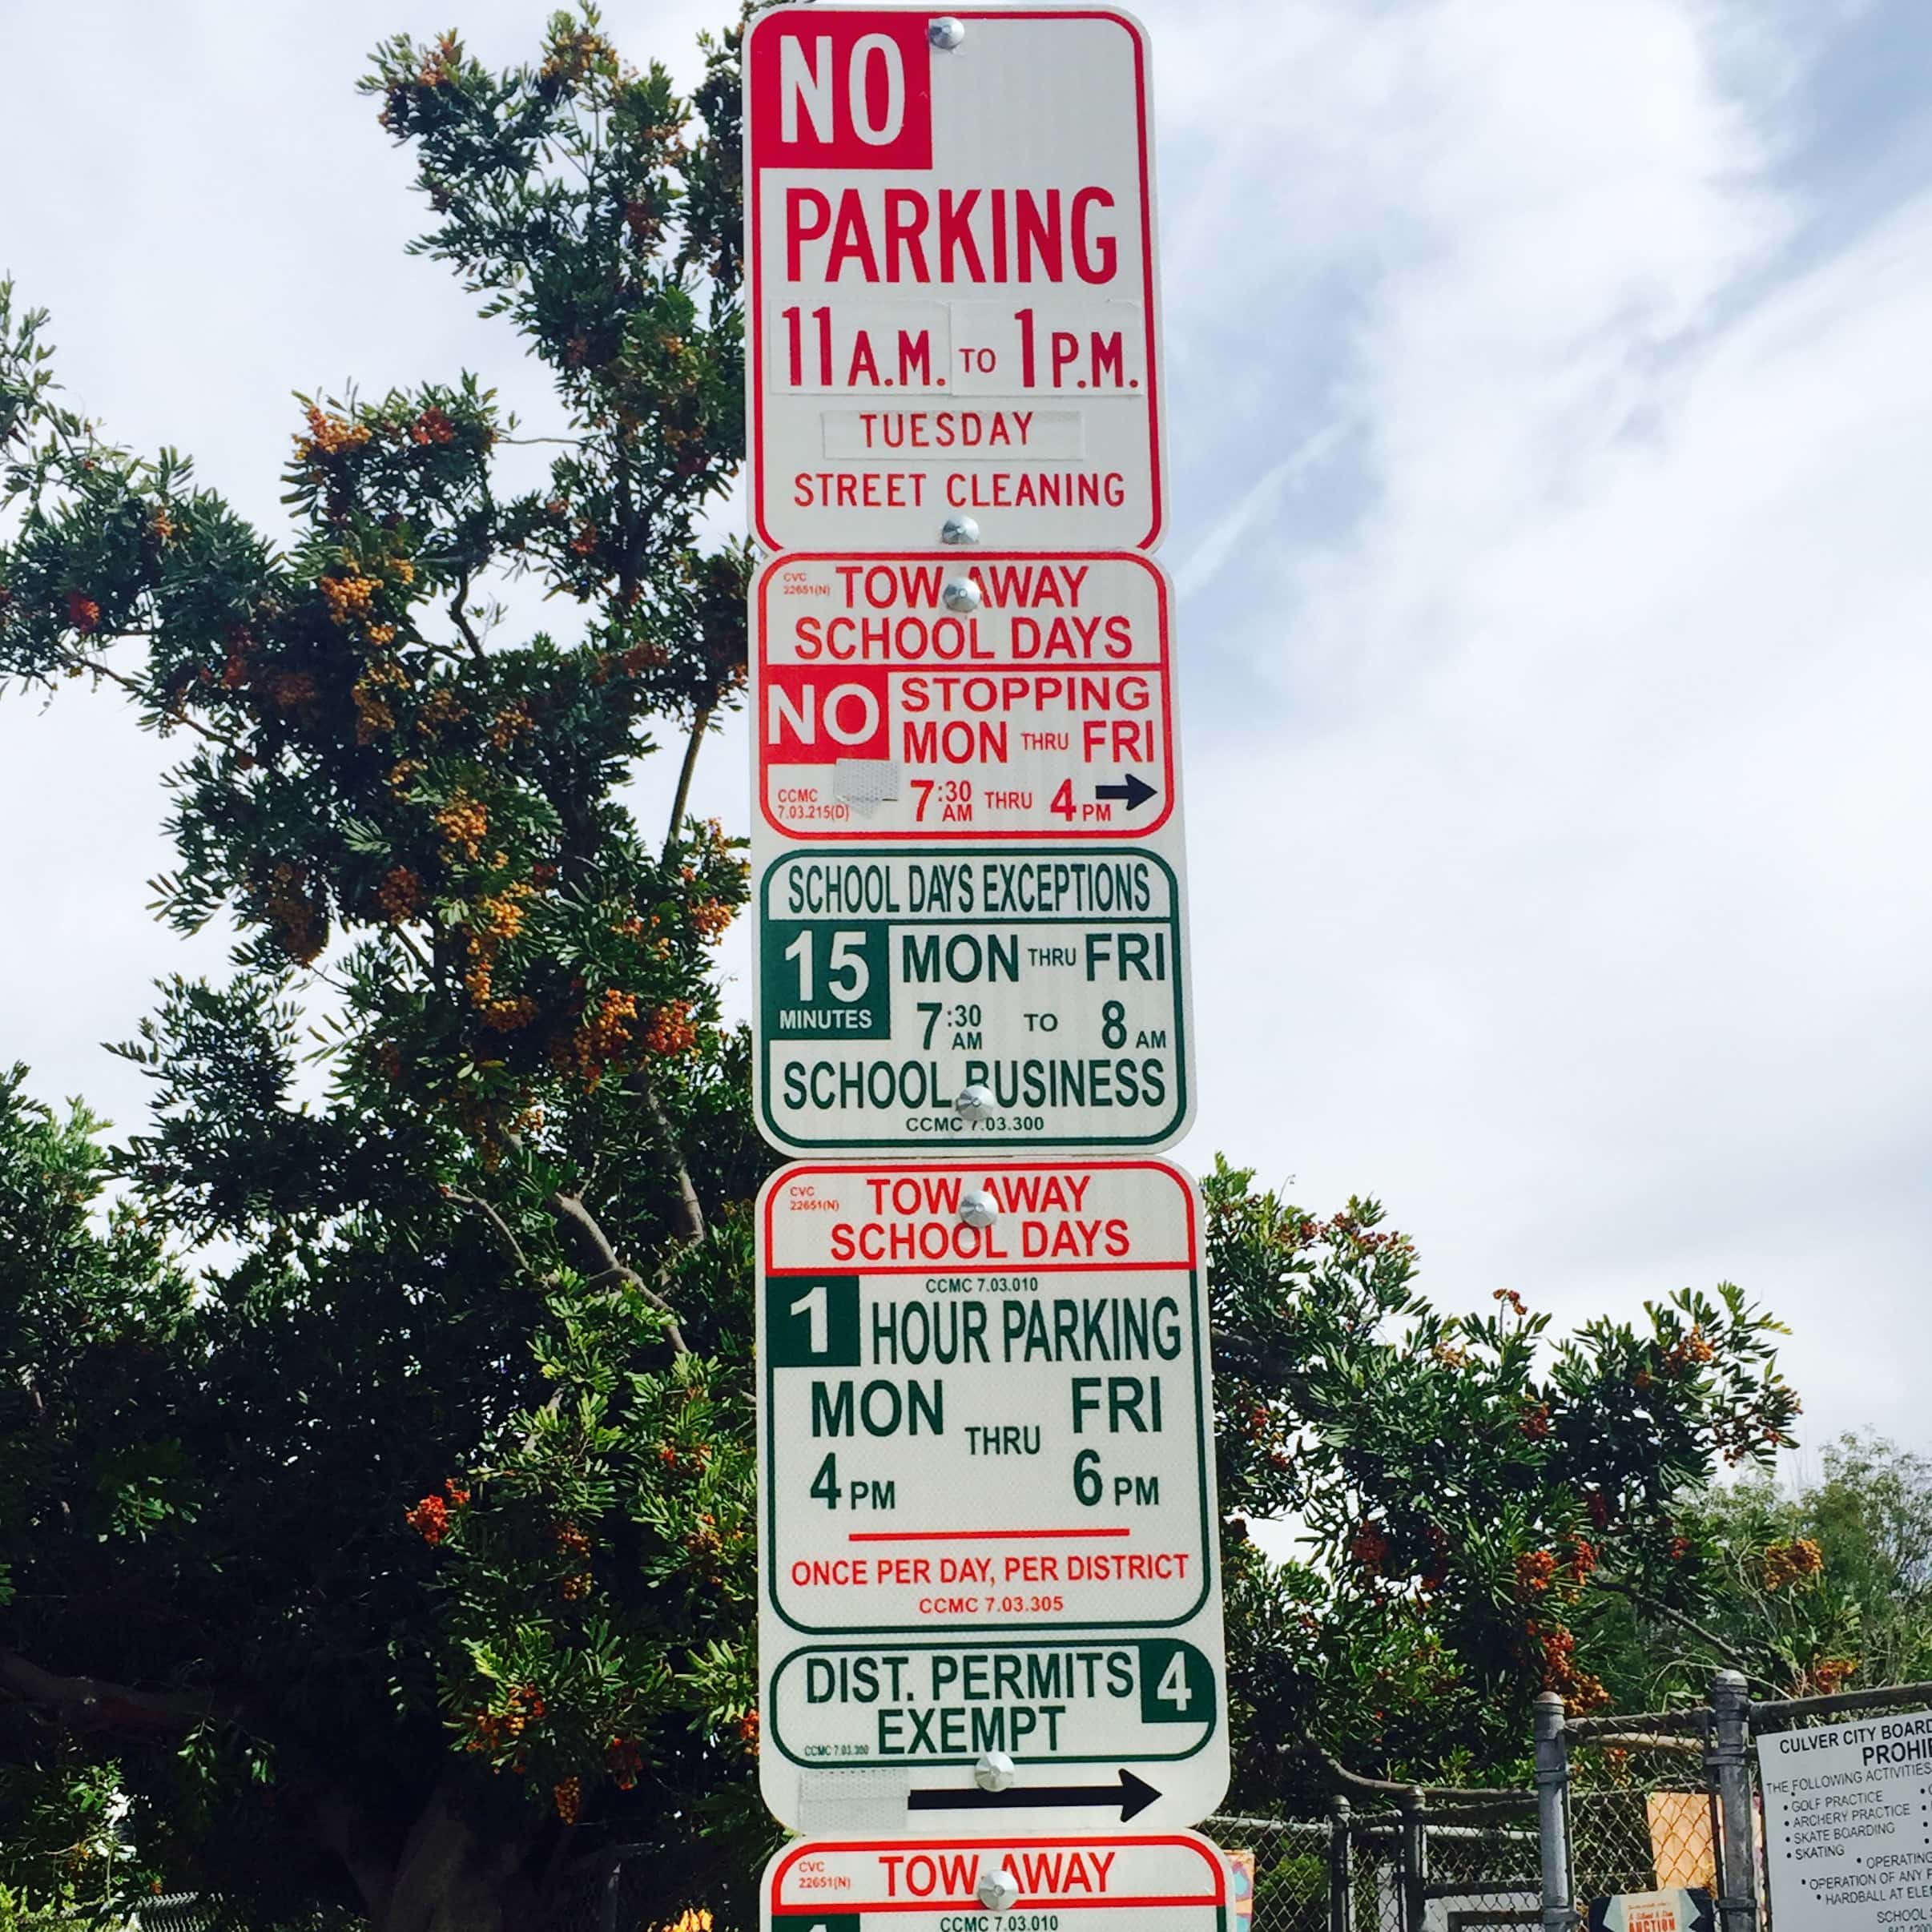 NO
PARKING
11 A.M. TO 1 P.M.
TUESDAY
STREET CLEANING
CVC
22651(N)
TOW AWAY
SCHOOL DAYS
NO STOPPING
MON THRU FRI
7:30 AM THRU 4 PM
CCMC
7.03.215(D)
SCHOOL DAYS EXCEPTIONS
15 MINUTES
MON THRU FRI
7:30 AM TO 8 AM
SCHOOL BUSINESS
CCMC 7.03.300
CVC
22651(N)
TOW AWAY
SCHOOL DAYS
CCMC 7.03.010
1 HOUR PARKING
MON THRU FRI
4 PM 6 PM
ONCE PER DAY, PER DISTRICT
CCMC 7.03.305
DIST. PERMITS 4
EXEMPT
CCMC 7.03.300
CVC
22651(N)
TOW AWAY
CCMC 7.03.010
CULVER CITY BOARD
THE FOLLOWING ACTIVITIES
• GOLF PRACTICE
• ARCHERY PRACTICE
• SKATE BOARDING
• SKATING
• OPERATING
• OPERATION OF ANY
• HARDBALL AT
SCHOOL
AUCTION